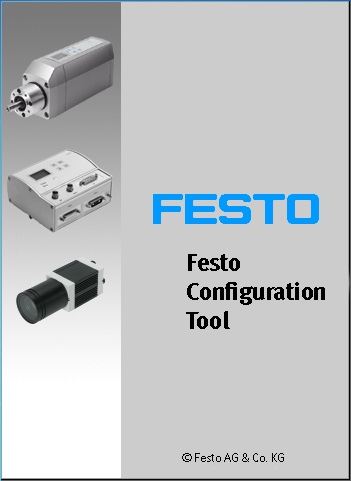 FESTO
Festo
Configuration
Tool
© Festo AG & Co. KG